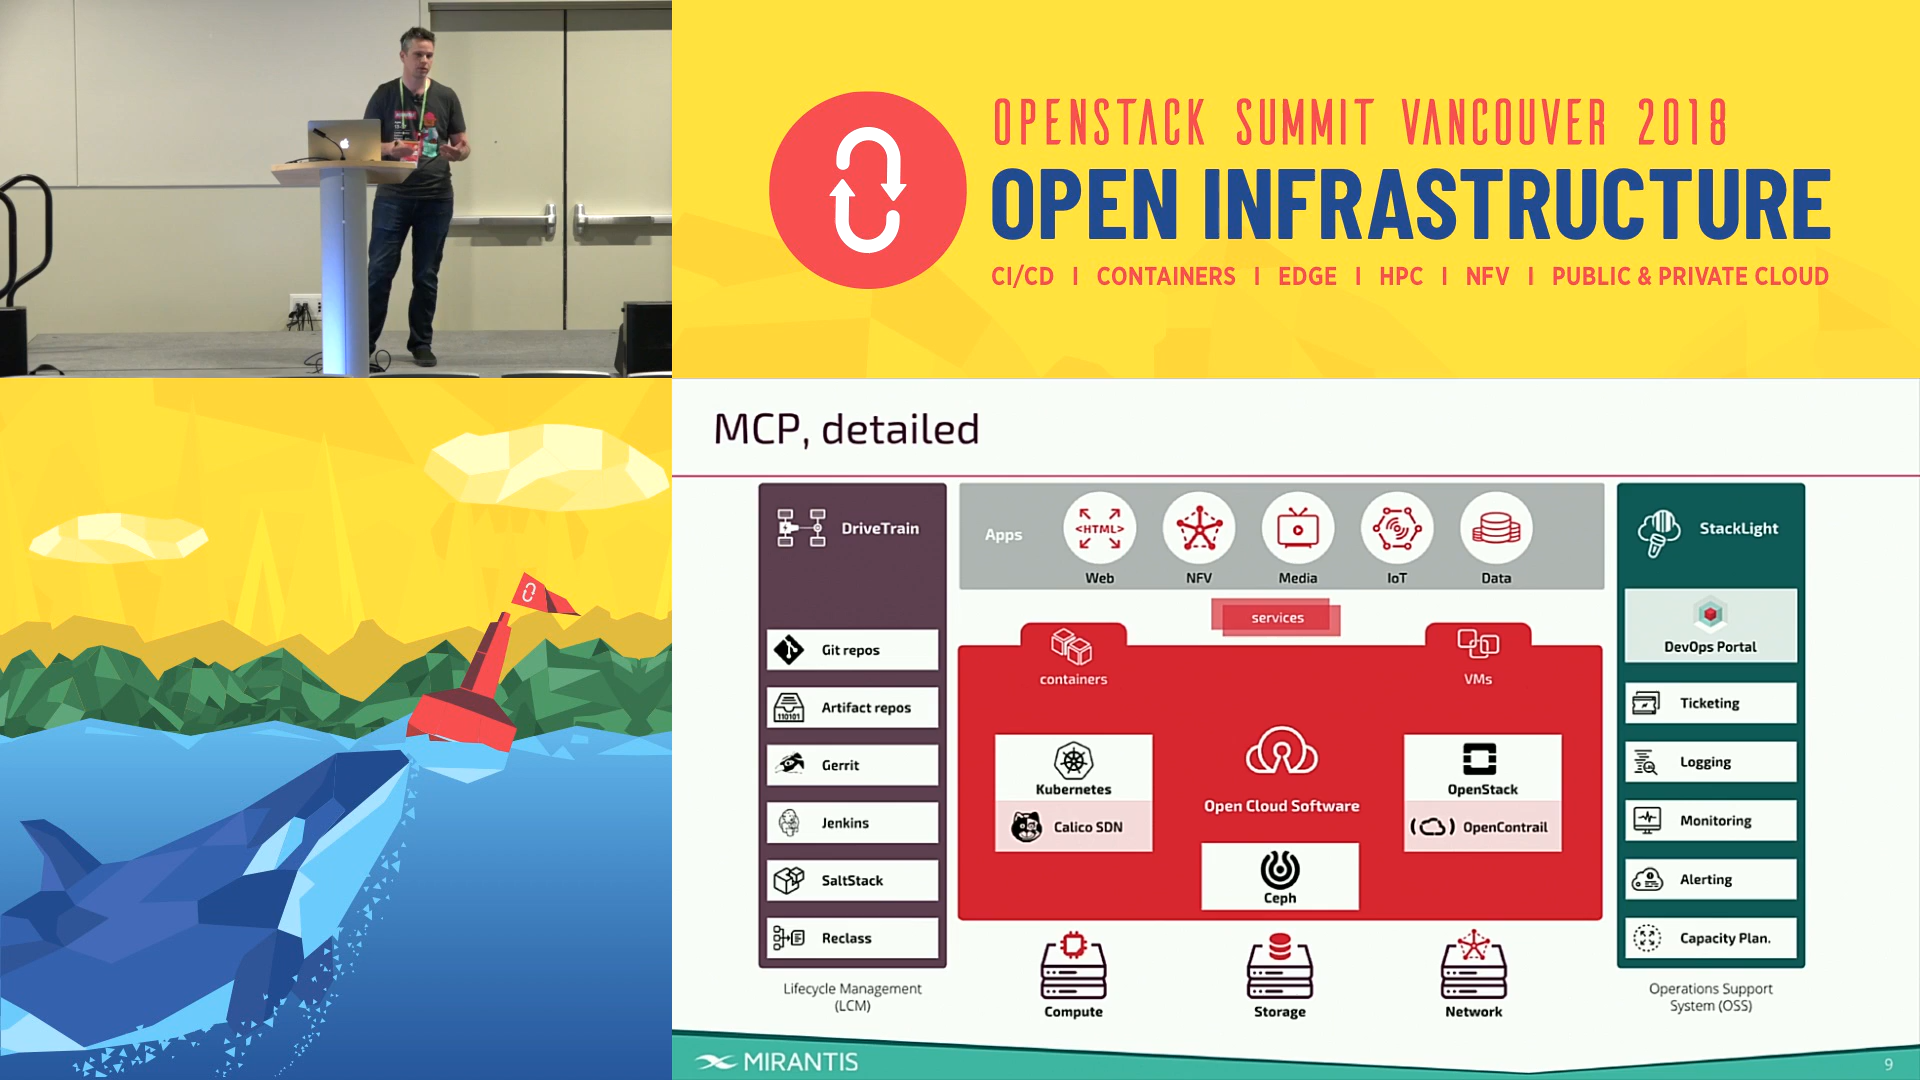 OPENSTACK SUMMIT VANCOUVER 2018
OPEN INFRASTRUCTURE
CI/CD | CONTAINERS | EDGE | HPC | NFV | PUBLIC & PRIVATE CLOUD
MCP, detailed
DriveTrain
Git repos
Artifact repos
110101
Gerrit
Jenkins
SaltStack
Reclass
Lifecycle Management
(LCM)
Apps
<HTML>
Web
NFV
Media
IoT
Data
services
containers
VMs
Kubernetes
Calico SDN
Open Cloud Software
OpenStack
OpenContrail
Ceph
Compute
Storage
Network
StackLight
DevOps Portal
Ticketing
Logging
Monitoring
Alerting
Capacity Plan.
Operations Support
System (OSS)
MIRANTIS
9